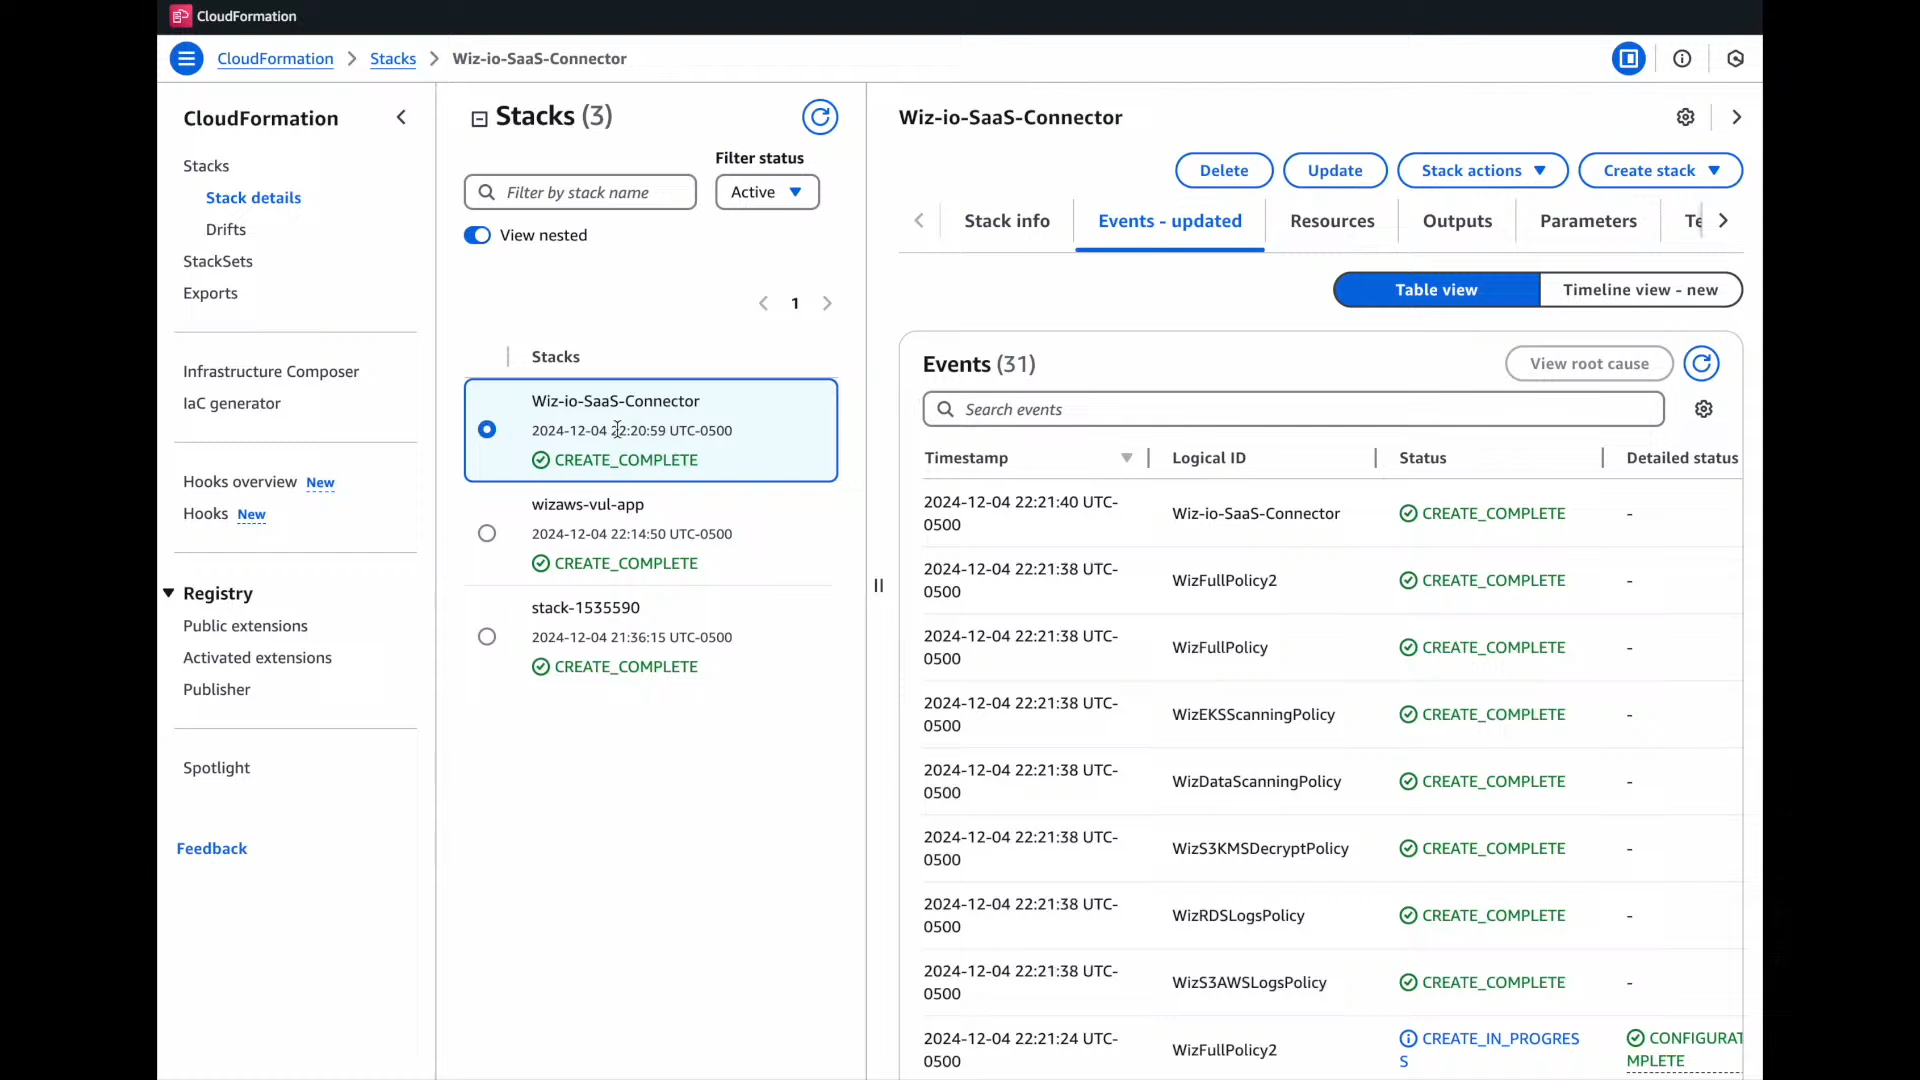 CloudFormation
CloudFormation > Stacks > Wiz-io-SaaS-Connector
CloudFormation
Stacks
Stack details
Drifts
StackSets
Exports
Infrastructure Composer
IaC generator
Hooks overview New
Hooks New
Registry
Public extensions
Activated extensions
Publisher
Spotlight
Feedback
Stacks (3)
Filter status
Filter by stack name
Active
View nested
1
Stacks
Wiz-io-SaaS-Connector
2024-12-04 22:20:59 UTC-0500
CREATE_COMPLETE
wizaws-vul-app
2024-12-04 22:14:50 UTC-0500
CREATE_COMPLETE
stack-1535590
2024-12-04 21:36:15 UTC-0500
CREATE_COMPLETE
Wiz-io-SaaS-Connector
Delete
Update
Stack actions
Create stack
Stack info
Events - updated
Resources
Outputs
Parameters
Te
Table view
Timeline view - new
Events (31)
View root cause
Search events
Timestamp Logical ID Status Detailed status
2024-12-04 22:21:40 UTC-
0500
Wiz-io-SaaS-Connector
CREATE_COMPLETE
-
2024-12-04 22:21:38 UTC-
0500
WizFullPolicy2
CREATE_COMPLETE
-
2024-12-04 22:21:38 UTC-
0500
WizFullPolicy
CREATE_COMPLETE
-
2024-12-04 22:21:38 UTC-
0500
WizEKSScanningPolicy
CREATE_COMPLETE
-
2024-12-04 22:21:38 UTC-
0500
WizDataScanningPolicy
CREATE_COMPLETE
-
2024-12-04 22:21:38 UTC-
0500
WizS3KMSDecryptPolicy
CREATE_COMPLETE
-
2024-12-04 22:21:38 UTC-
0500
WizRDSLogsPolicy
CREATE_COMPLETE
-
2024-12-04 22:21:38 UTC-
0500
WizS3AWSLogsPolicy
CREATE_COMPLETE
-
2024-12-04 22:21:24 UTC-
0500
WizFullPolicy2
CREATE_IN_PROGRES
S
CONFIGURAT
MPLETE